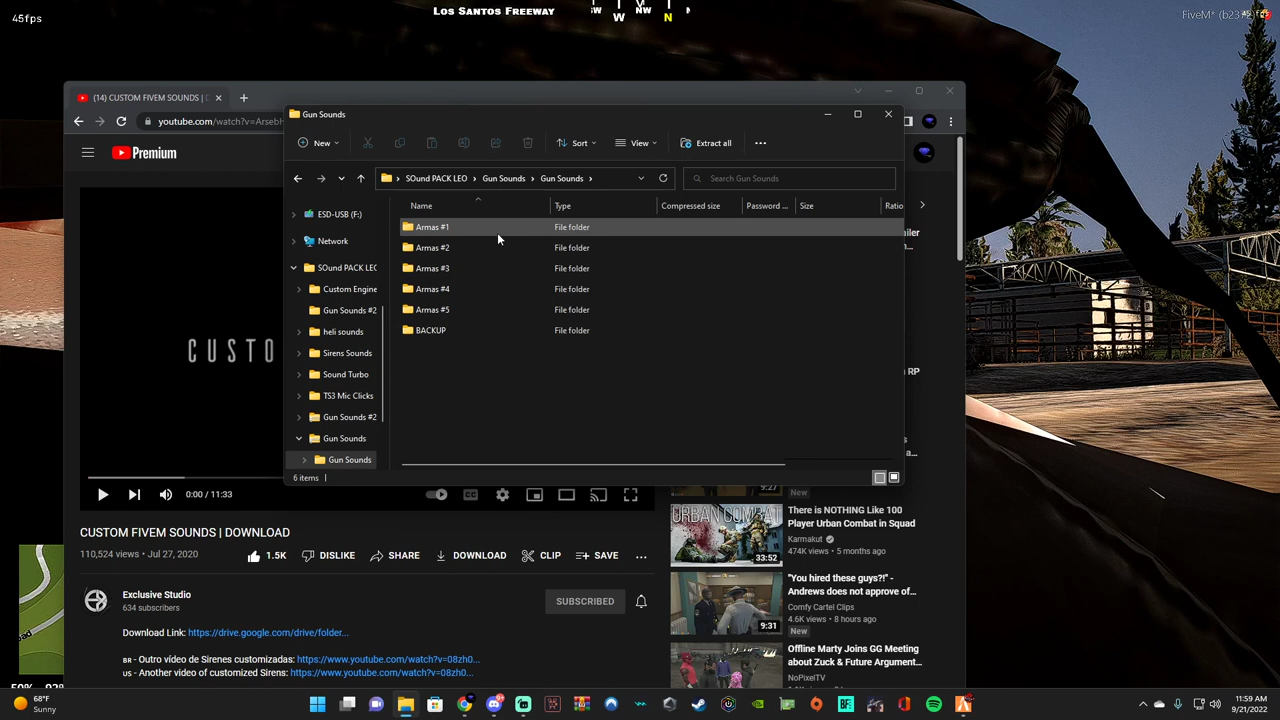 45fps
Los Santos Freeway
SW
W
NW
N
FiveM*
(14) CUSTOM FIVEM SOUNDS |
youtube.com/watch?v=Arseb
Premium
Gun Sounds
New
Sort
View
Extract all
SOund PACK LEO > Gun Sounds > Gun Sounds >
Search Gun Sounds
Name
Type
Compressed size
Password ...
Size
Ratio
ESD-USB (F:)
Network
SOund PACK LEO
Custom Engine
Gun Sounds #2
heli sounds
Sirens Sounds
Sound Turbo
TS3 Mic Clicks
Gun Sounds #2
Gun Sounds
Gun Sounds
Armas #1 File folder
Armas #2 File folder
Armas #3 File folder
Armas #4 File folder
Armas #5 File folder
BACKUP File folder
6 items
CUSTO
RP
0:00 / 11:33
CC
9:27
New
CUSTOM FIVEM SOUNDS | DOWNLOAD
110,524 views • Jul 27, 2020
1.5K
DISLIKE
SHARE
DOWNLOAD
CLIP
SAVE
Exclusive Studio
634 subscribers
SUBSCRIBED
Download Link: https://drive.google.com/drive/folder...
BR - Outro vídeo de Sirenes customizadas: https://www.youtube.com/watch?v=08zh0...
US - Another video of customized Sirens: https://www.youtube.com/watch?v=08zh0...
URBAN COMBAT
33:52
There is NOTHING Like 100
Player Urban Combat in Squad
Karmakut
474K views • 5 months ago
9:31
"You hired these guys?!" -
Andrews does not approve of...
Comfy Cartel Clips
4.6K views • 8 hours ago
New
Offline Marty Joins GG Meeting
about Zuck & Future Argument...
NoPixelTV
68°F
Sunny
11:59 AM
9/21/2022